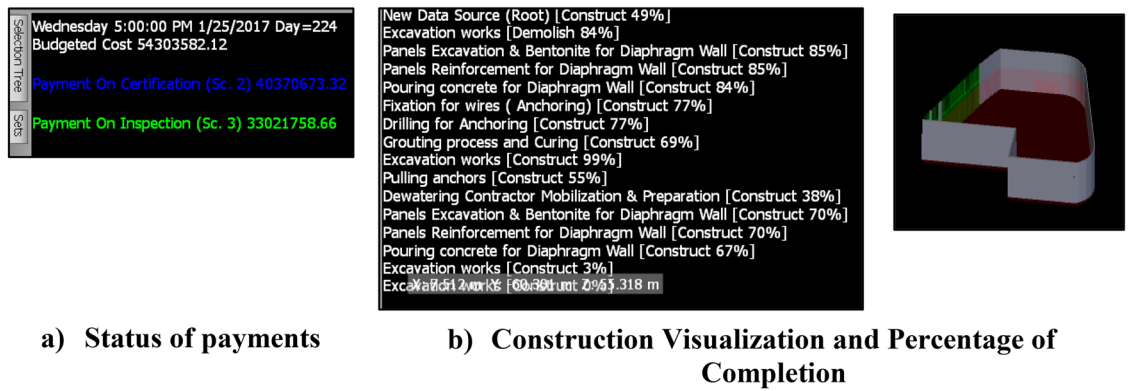 Selection Tree
Sets
Wednesday 5:00:00 PM 1/25/2017 Day=224
Budgeted Cost 54303582.12
Payment On Certification (Sc. 2) 40370673.32
Payment On Inspection (Sc. 3) 33021758.66
a) Status of payments
New Data Source (Root) [Construct 49%]
Excavation works [Demolish 84%]
Panels Excavation & Bentonite for Diaphragm Wall [Construct 85%]
Panels Reinforcement for Diaphragm Wall [Construct 85%]
Pouring concrete for Diaphragm Wall [Construct 84%]
Fixation for wires ( Anchoring) [Construct 77%]
Drilling for Anchoring [Construct 77%]
Grouting process and Curing [Construct 69%]
Excavation works [Construct 99%]
Pulling anchors [Construct 55%]
Dewatering Contractor Mobilization & Preparation [Construct 38%]
Panels Excavation & Bentonite for Diaphragm Wall [Construct 70%]
Panels Reinforcement for Diaphragm Wall [Construct 70%]
Pouring concrete for Diaphragm Wall [Construct 67%]
Excavation works [Construct 3%]
Excavation works [Construct 0%]
b) Construction Visualization and Percentage of
Completion